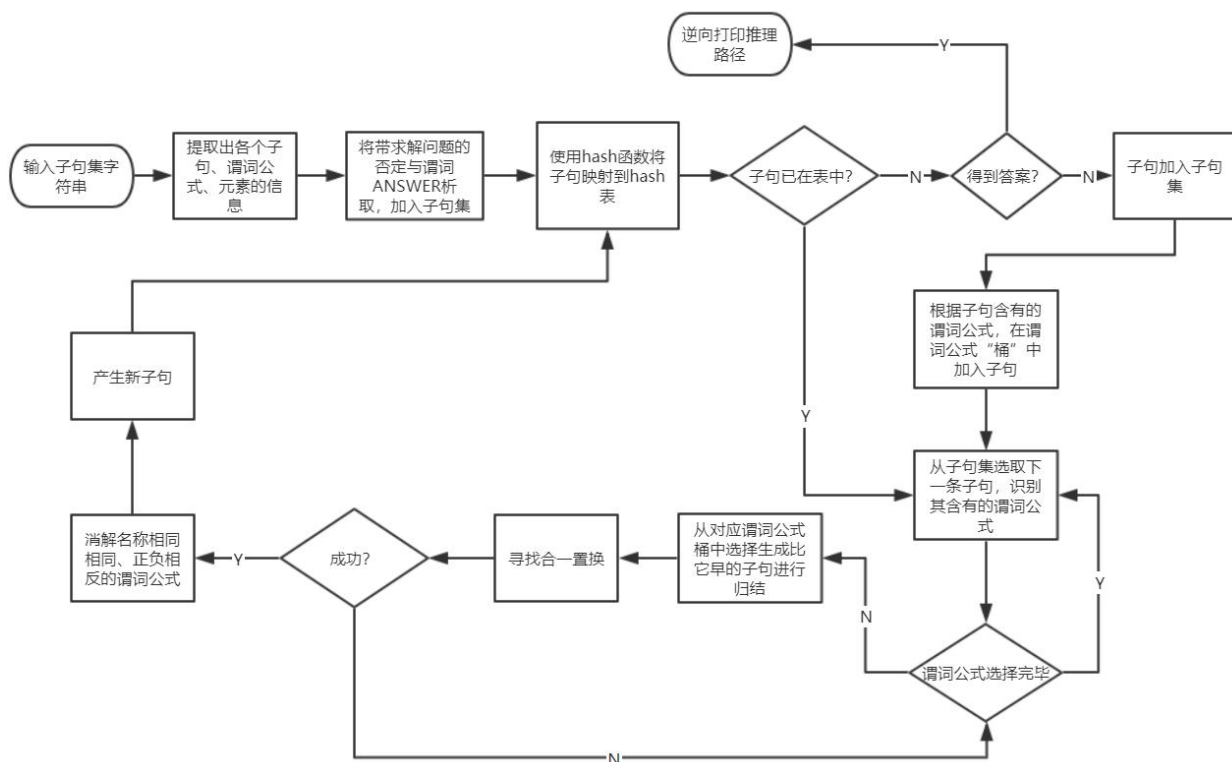 逆向打印推理
路径
Y
输入子句集字
符串
提取出各个子
句、谓词公
式、元素的信
息
将带求解问题的
否定与谓词
ANSWER析
取，加入子句集
使用hash函数将
子句映射到hash
表
子句已在表中?
N
得到答案?
N
子句加入子句
集
根据子句含有的
谓词公式，在谓
词公式“桶”中
加入子句
产生新子句
Y
从子句集选取下
一条子句，识别
其含有的谓词公
式
消解名称相同
相同、正负相
反的谓词公式
Y
成功?
寻找合一置换
从对应谓词公式
桶中选择生成比
它早的子句进行
归结
N
Y
谓词公式选择完毕
N